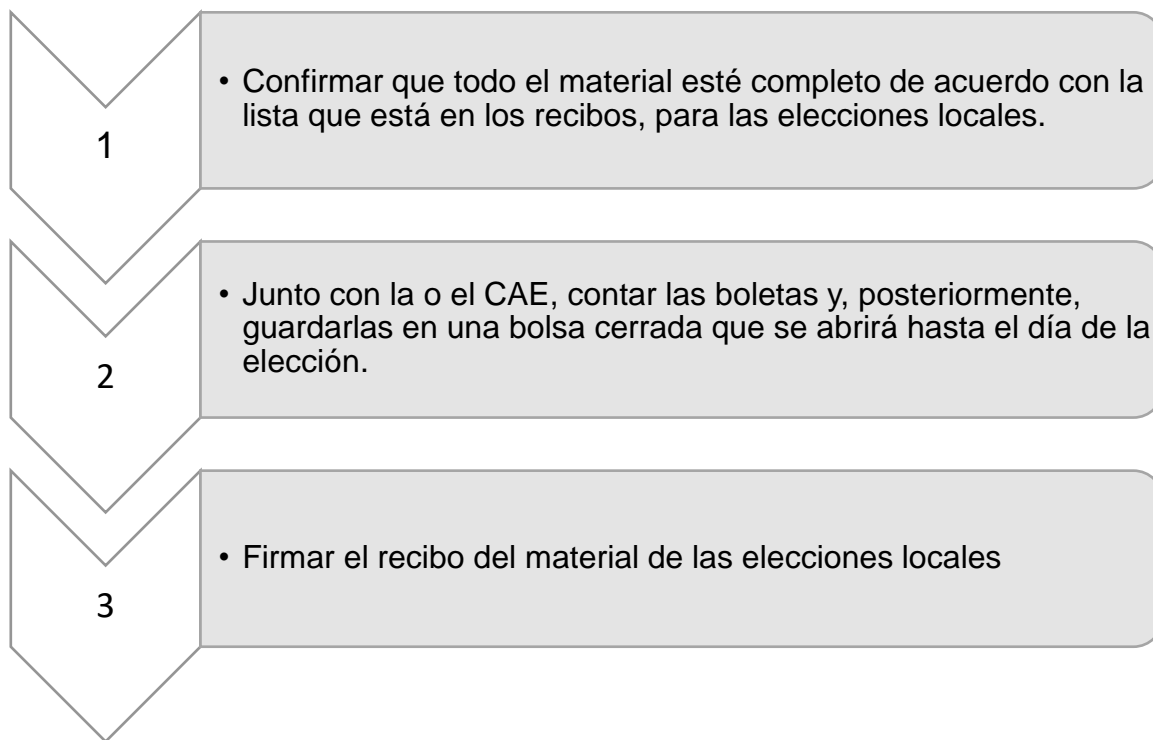 1
• Confirmar que todo el material esté completo de acuerdo con la
lista que está en los recibos, para las elecciones locales.
2
• Junto con la o el CAE, contar las boletas y, posteriormente,
guardarlas en una bolsa cerrada que se abrirá hasta el día de la
elección.
3
• Firmar el recibo del material de las elecciones locales